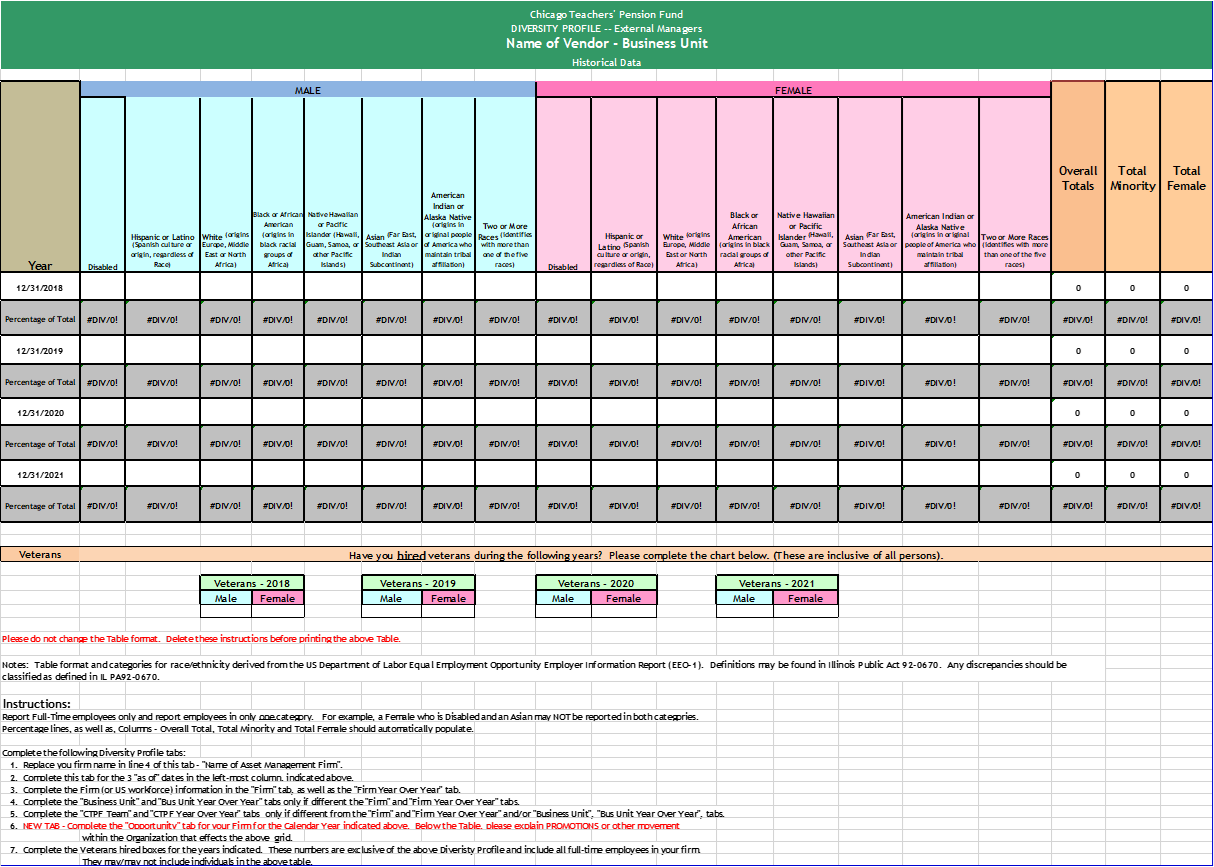 Chicago Teachers' Pension Fund
DIVERSITY PROFILE -- External Managers
Name of Vendor - Business Unit
Historical Data
MALE
FEMALE
Year
Disabled
Hispanic or Latino
(Spanish culture or
origin, regardless of
Race)
White (origins
Europe, Middle
East or North
Africa)
Black or African
American
(origins in
black racial
groups of
Africa)
Native Hawaiian
or Pacific
Islander (Hawaii,
Guam, Samoa, or
other Pacific
Islands)
Asian (Far East,
Southeast Asia or
Indian
Subcontinent)
American
Indian or
Alaska Native
(origins in
original people
of America who
maintain tribal
affiliation)
Two or More
Races (identifies
with more than
one of the five
races)
Disabled
Hispanic or
Latino (Spanish
culture or origin,
regardless of Race)
White (origins
Europe, Middle
East or North
Africa)
Black or
African
American
(origins in black
racial groups of
Africa)
Native Hawaiian
or Pacific
Islander (Hawaii,
Guam, Samoa, or
other Pacific
Islands)
Asian (Far East,
Southeast Asia or
Indian
Subcontinent)
American Indian or
Alaska Native
(origins in original
people of America who
maintain tribal
affiliation)
Two or More Races
(identifies with more
than one of the five
races)
Overall
Totals
Total
Minority
Total
Female
12/31/2018 0 0 0
Percentage of Total #DIV/0! #DIV/0! #DIV/0! #DIV/0! #DIV/0! #DIV/0! #DIV/0! #DIV/0! #DIV/0! #DIV/0! #DIV/0! #DIV/0! #DIV/0! #DIV/0! #DIV/0! #DIV/0! #DIV/0! #DIV/0! #DIV/0!
12/31/2019 0 0 0
Percentage of Total #DIV/0! #DIV/0! #DIV/0! #DIV/0! #DIV/0! #DIV/0! #DIV/0! #DIV/0! #DIV/0! #DIV/0! #DIV/0! #DIV/0! #DIV/0! #DIV/0! #DIV/0! #DIV/0! #DIV/0! #DIV/0! #DIV/0!
12/31/2020 0 0 0
Percentage of Total #DIV/0! #DIV/0! #DIV/0! #DIV/0! #DIV/0! #DIV/0! #DIV/0! #DIV/0! #DIV/0! #DIV/0! #DIV/0! #DIV/0! #DIV/0! #DIV/0! #DIV/0! #DIV/0! #DIV/0! #DIV/0! #DIV/0!
12/31/2021 0 0 0
Percentage of Total #DIV/0! #DIV/0! #DIV/0! #DIV/0! #DIV/0! #DIV/0! #DIV/0! #DIV/0! #DIV/0! #DIV/0! #DIV/0! #DIV/0! #DIV/0! #DIV/0! #DIV/0! #DIV/0! #DIV/0! #DIV/0! #DIV/0!
Veterans Have you hired veterans during the following years? Please complete the chart below. (These are inclusive of all persons).
Veterans - 2018 Veterans - 2019 Veterans - 2020 Veterans - 2021
Male Female Male Female Male Female Male Female
Please do not change the Table format. Delete these instructions before printing the above Table.
Notes: Table format and categories for race/ethnicity derived from the US Department of Labor Equal Employment Opportunity Employer Information Report (EEO-1). Definitions may be found in Illinois Public Act 92-0670. Any discrepancies should be
classified as defined in IL PA92-0670.
Instructions:
Report Full-Time employees only and report employees in only one category. For example, a Female who is Disabled and an Asian may NOT be reported in both categories.
Percentage lines, as well as, Columns - Overall Total, Total Minority and Total Female should automatically populate.
Complete the following Diversity Profile tabs:
1. Replace you firm name in line 4 of this tab - "Name of Asset Management Firm".
2. Complete this tab for the 3 "as of" dates in the left-most column, indicated above.
3. Complete the Firm (or US workforce) information in the "Firm" tab, as well as the "Firm Year Over Year" tab.
4. Complete the "Business Unit" and "Bus Unit Year Over Year" tabs only if different the "Firm" and "Firm Year Over Year" tabs.
5. Complete the "CTPF Team" and "CTPF Year Over Year" tabs only if different from the "Firm" and "Firm Year Over Year" and/or "Business Unit", "Bus Unit Year Over Year", tabs.
6. NEW TAB - Complete the "Opportunity" tab for your Firm for the Calendar Year indicated above. Below the Table, please explain PROMOTIONS or other movement
within the Organization that effects the above grid.
7. Complete the Veterans hired boxes for the years indicated. These numbers are exclusive of the above Diveristy Profile and include all full-time employees in your firm.
They may/may not include individuals in the above table.